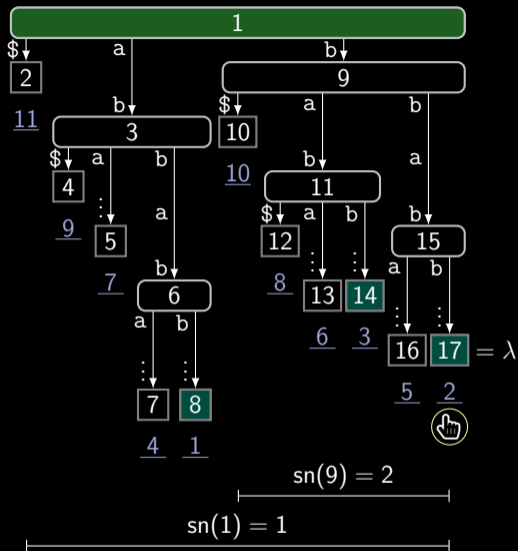 1
$ a b
2 9
11 b $ a b
3 10
$ a b b a
4 10 11 b
9 ⋮ a $ a b 15
5 12 ⋮ ⋮ a b
7 b 8 13 14 ⋮ ⋮
6 6 3 16 17 = λ
a b 5 2
⋮ ⋮
7 8
4 1
sn(9) = 2
sn(1) = 1